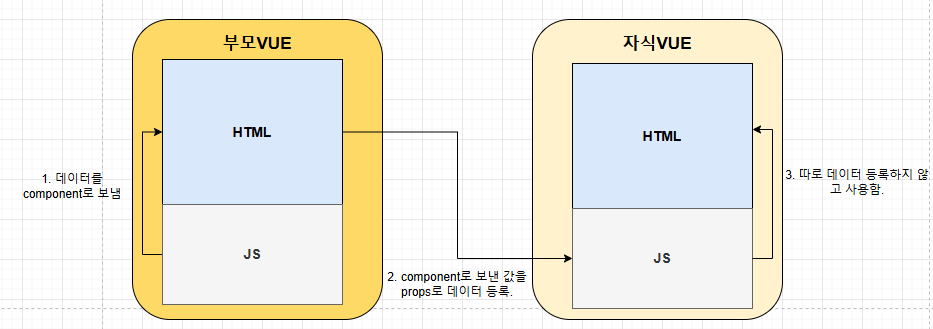 부모VUE
자식VUE
HTML
HTML
1. 데이터를
component로 보냄
3. 따로 데이터 등록하지 않
고 사용함.
JS
JS
2. component로 보낸 값을
props로 데이터 등록.